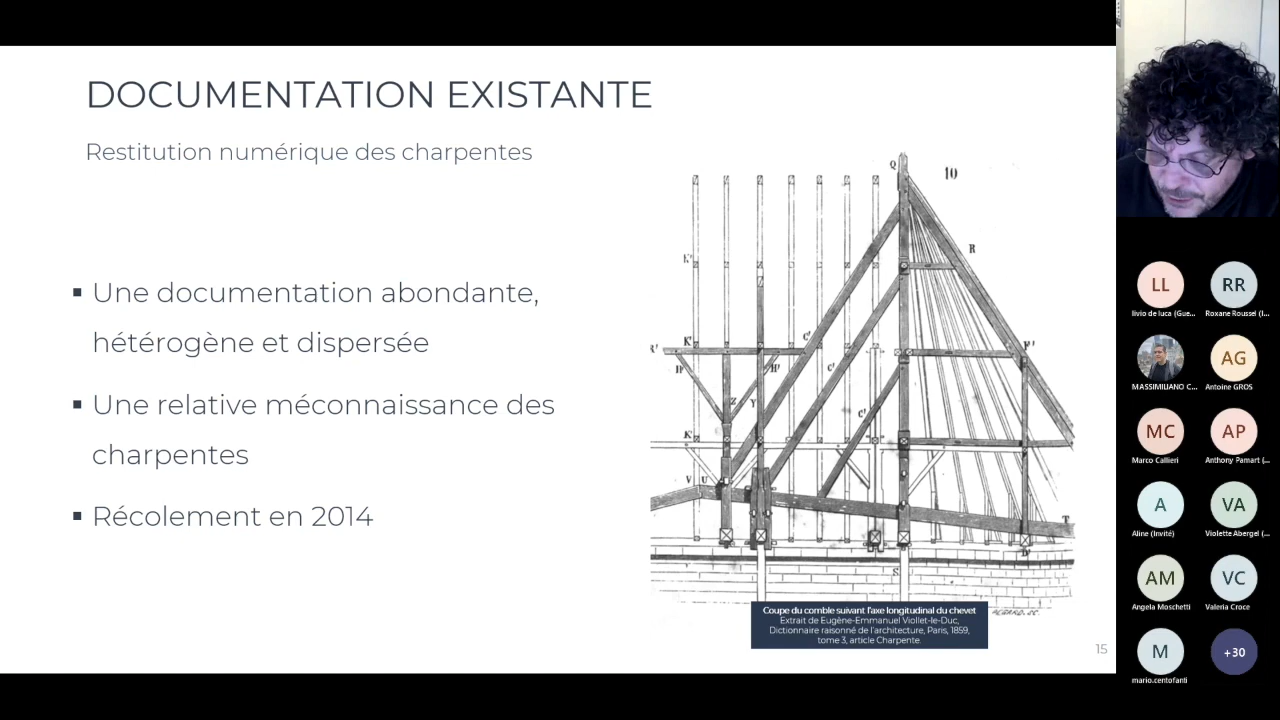 DOCUMENTATION EXISTANTE
Restitution numérique des charpentes
▪ Une documentation abondante,
hétérogène et dispersée
▪ Une relative méconnaissance des
charpentes
▪ Récolement en 2014
Q
10
R
K'
C'
H'
C'
Z
Y
C'
K'
V U
T
S
Coupe du comble suivant l'axe longitudinal du chevet
Extrait de Eugène-Emmanuel Viollet-le-Duc,
Dictionnaire raisonné de l'architecture, Paris, 1859,
tome 3, article Charpente.
15
LL
livio de luca (Gue...
RR
Roxane Roussel (I...
MASSIMILIANO C...
AG
Antoine GROS
MC
Marco Callieri
AP
Anthony Pamart (...
A
Aline (Invité)
VA
Violette Abergel (...
AM
Angela Moschetti
VC
Valeria Croce
M
mario.centofanti
+30